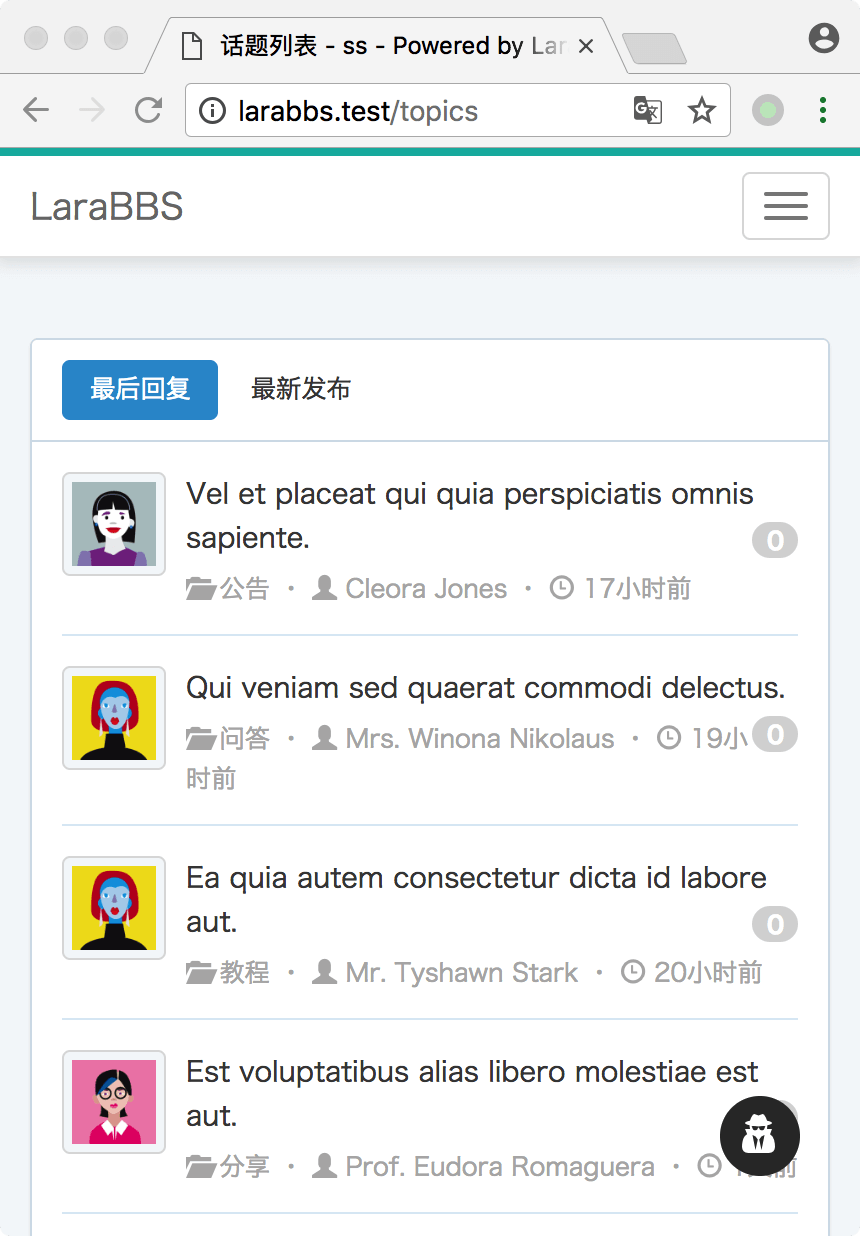 话题列表 - ss - Powered by Lar
larabbs.test/topics
LaraBBS
最后回复 最新发布
Vel et placeat qui quia perspiciatis omnis
sapiente.
0
公告 · Cleora Jones · 17小时前
Qui veniam sed quaerat commodi delectus.
问答 · Mrs. Winona Nikolaus · 19小
0
时前
Ea quia autem consectetur dicta id labore
aut.
0
教程 · Mr. Tyshawn Stark · 20小时前
Est voluptatibus alias libero molestiae est
aut.
分享 · Prof. Eudora Romaguera · 前